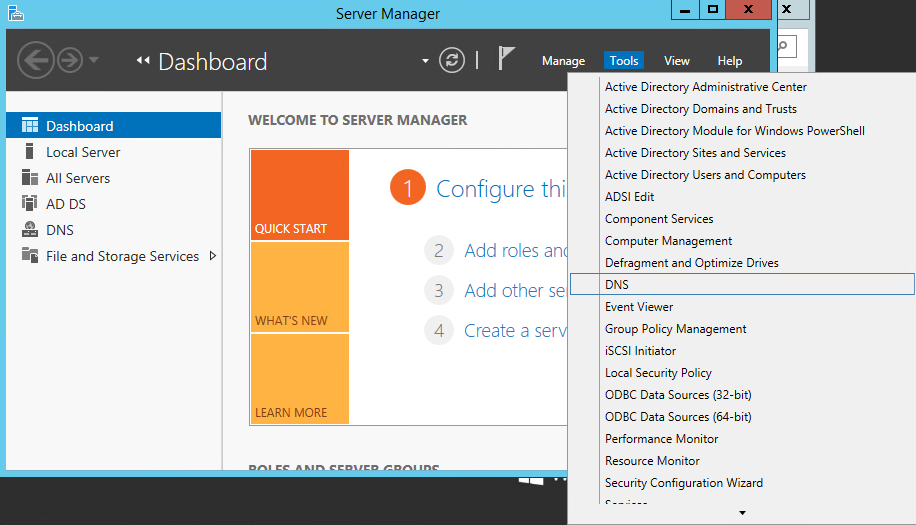 Server Manager
Dashboard
Manage Tools View Help
Dashboard
Local Server
All Servers
AD DS
DNS
File and Storage Services
WELCOME TO SERVER MANAGER
QUICK START
WHAT'S NEW
LEARN MORE
1 Configure thi
2 Add roles and
3 Add other se
4 Create a serv
ROLES AND SERVER GROUPS
Active Directory Administrative Center
Active Directory Domains and Trusts
Active Directory Module for Windows PowerShell
Active Directory Sites and Services
Active Directory Users and Computers
ADSI Edit
Component Services
Computer Management
Defragment and Optimize Drives
DNS
Event Viewer
Group Policy Management
iSCSI Initiator
Local Security Policy
ODBC Data Sources (32-bit)
ODBC Data Sources (64-bit)
Performance Monitor
Resource Monitor
Security Configuration Wizard
Services